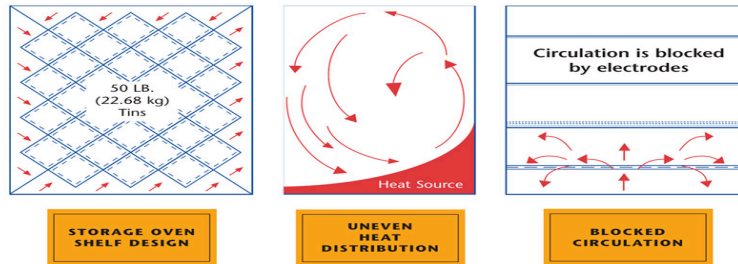 50 LB.
(22.68 kg)
Tins
Heat Source
Circulation is blocked
by electrodes
STORAGE OVEN
SHELF DESIGN
UNEVEN
HEAT
DISTRIBUTION
BLOCKED
CIRCULATION